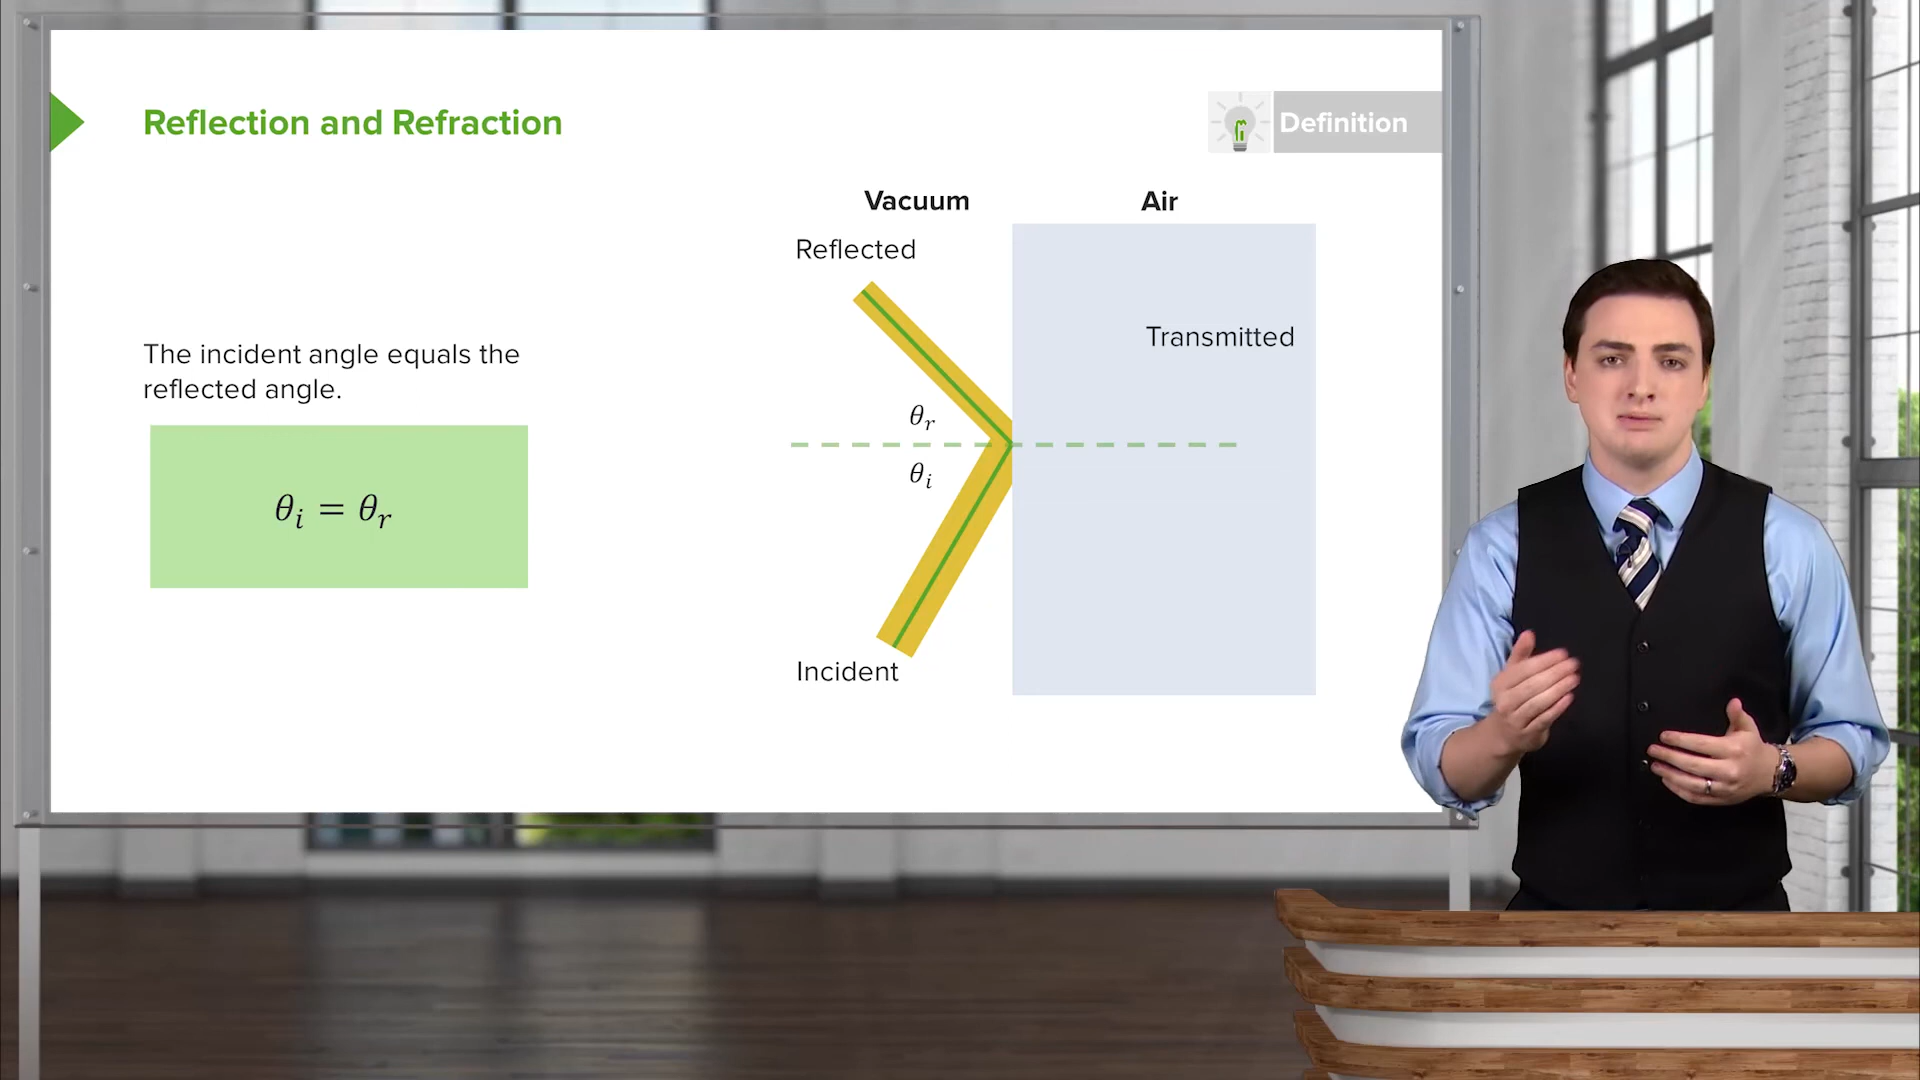 Reflection and Refraction
Definition
Vacuum
Air
Reflected
Transmitted
The incident angle equals the
reflected angle.
θr
θi
θi = θr
Incident